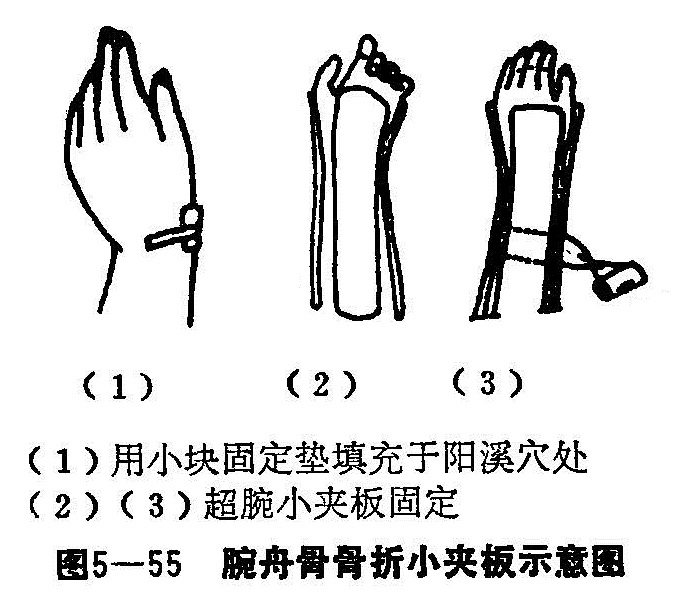 (1) (2) (3)
(1)用小块固定垫填充于阳溪穴处
(2)(3)超腕小夹板固定
图5—55 腕舟骨骨折小夹板示意图